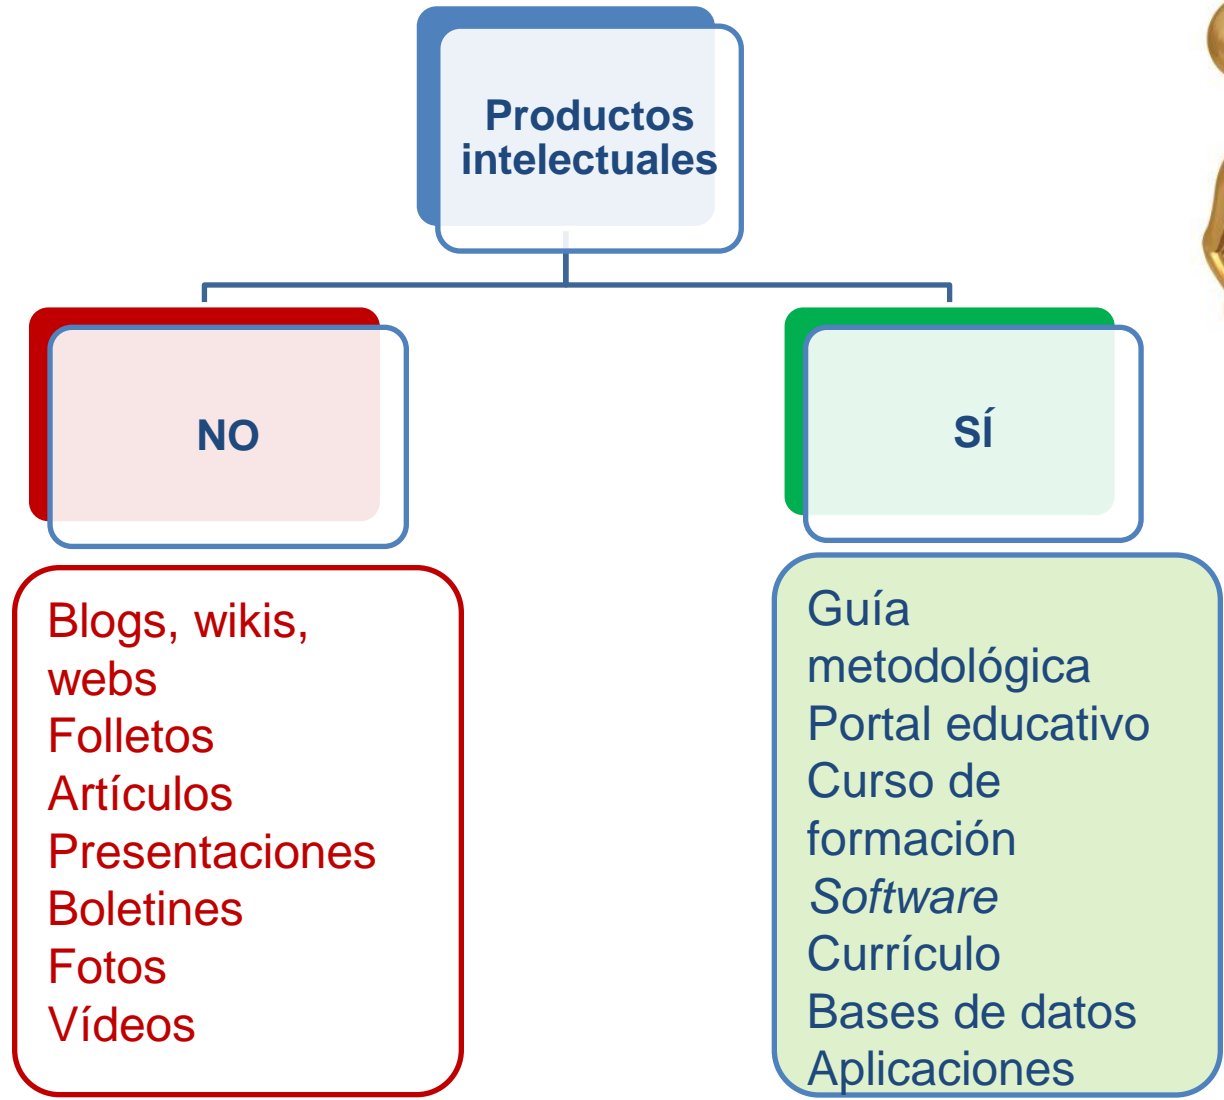 Productos
intelectuales
NO
SÍ
Blogs, wikis,
webs
Folletos
Artículos
Presentaciones
Boletines
Fotos
Vídeos
Guía
metodológica
Portal educativo
Curso de
formación
Software
Currículo
Bases de datos
Aplicaciones